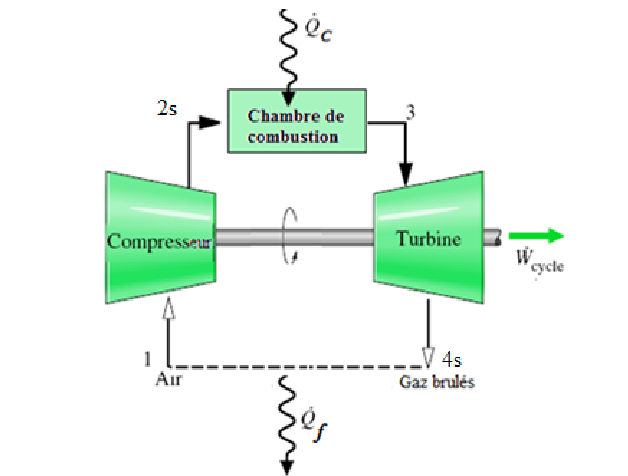 Q̇c
2s
Chambre de
combustion
3
Compresseur
Turbine
Ẇcycle
1
Air
4s
Gaz brulés
Q̇f